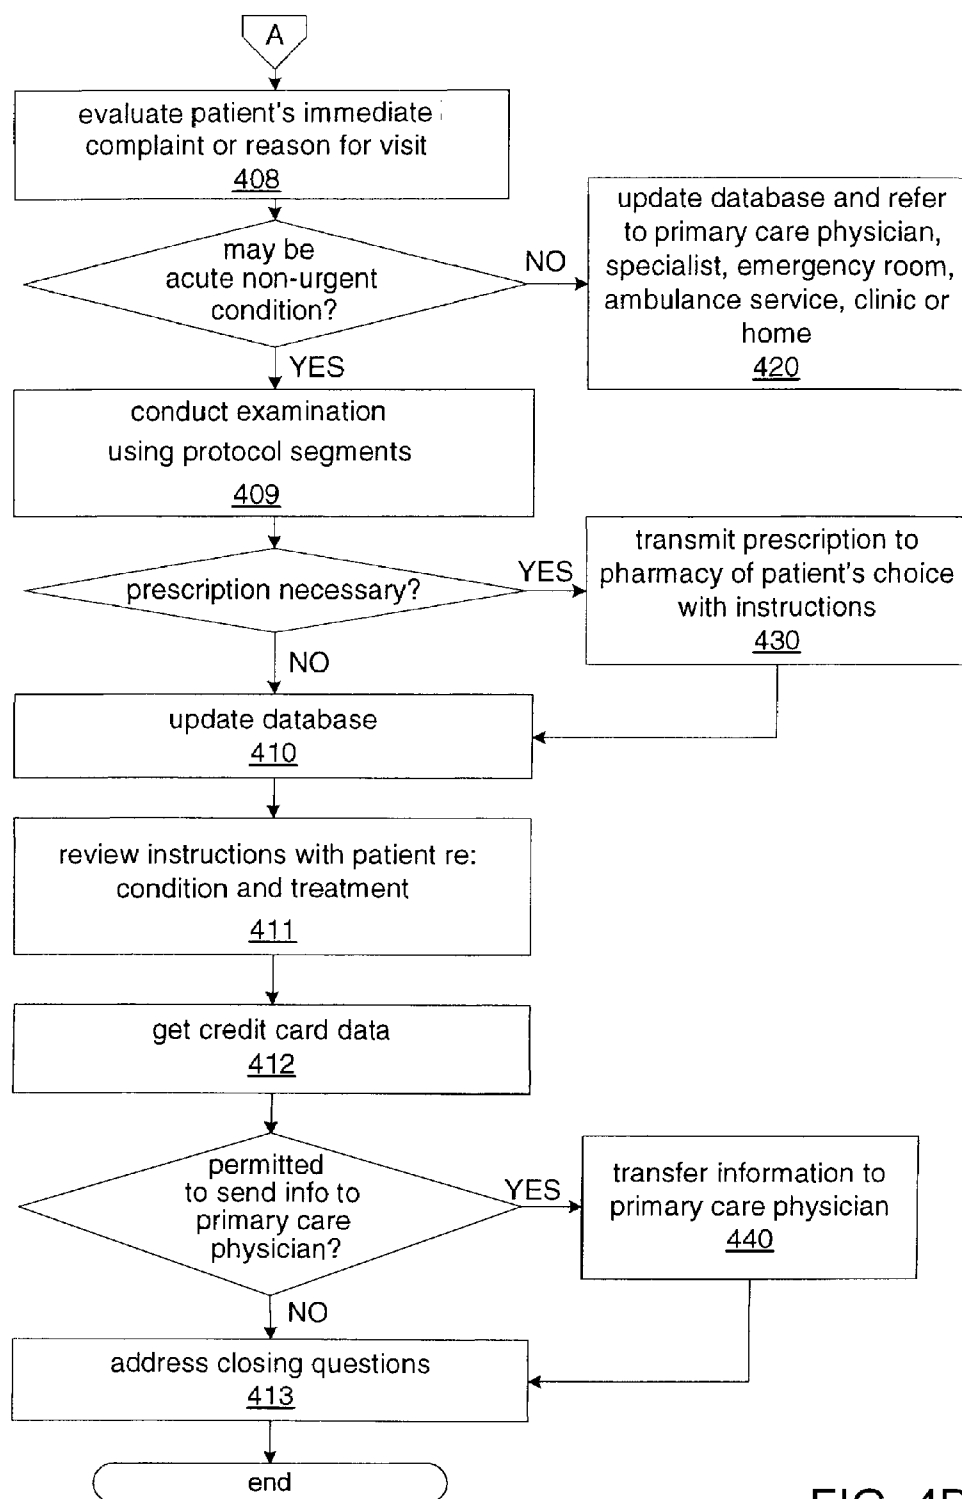 A
evaluate patient's immediate
complaint or reason for visit
408
may be
acute non-urgent
condition?
NO
update database and refer
to primary care physician,
specialist, emergency room,
ambulance service, clinic or
home
420
YES
conduct examination
using protocol segments
409
prescription necessary?
YES
transmit prescription to
pharmacy of patient's choice
with instructions
430
NO
update database
410
review instructions with patient re:
condition and treatment
411
get credit card data
412
permitted
to send info to
primary care
physician?
YES
transfer information to
primary care physician
440
NO
address closing questions
413
end